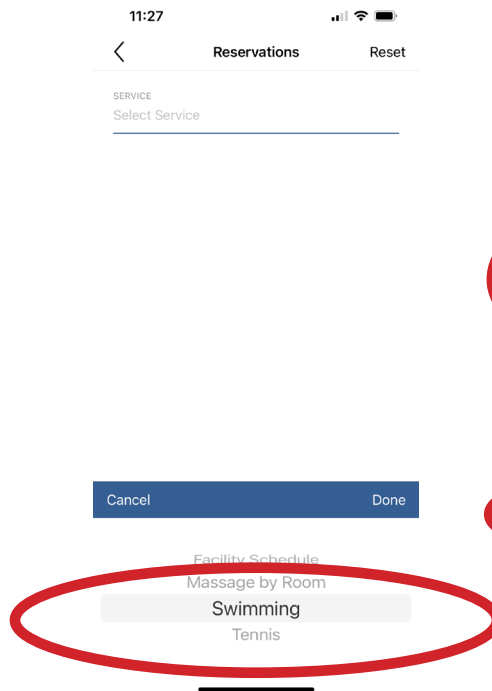 11:27
Reservations Reset
SERVICE
Select Service
Cancel Done
Facility Schedule
Massage by Room
Swimming
Tennis